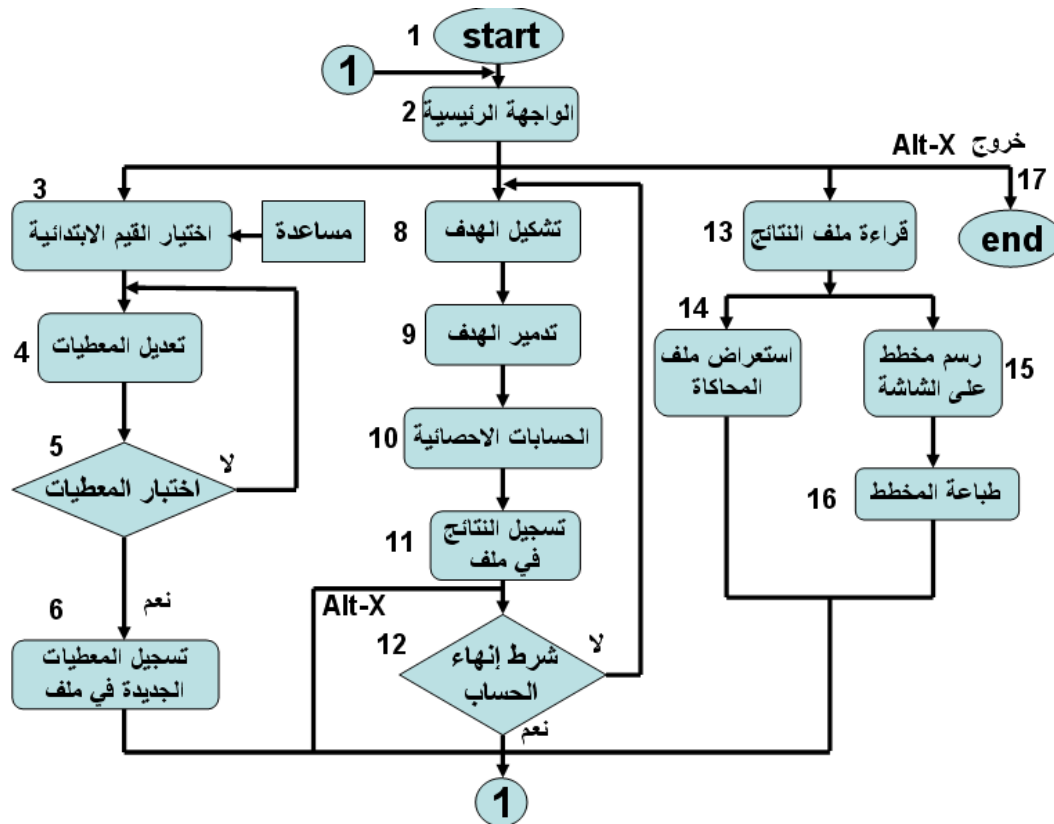 1
start
1
2
الواجهة الرئيسية
خروج Alt-X
3
اختيار القيم الابتدائية
مساعدة
4
تعديل المعطيات
5
اختبار المعطيات
لا
نعم
6
تسجيل المعطيات
الجديدة في ملف
8
تشكيل الهدف
9
تدمير الهدف
10
الحسابات الاحصائية
11
تسجيل النتائج
في ملف
Alt-X
12
شرط إنهاء
الحساب
لا
نعم
13
قراءة ملف النتائج
14
استعراض ملف
المحاكاة
15
رسم مخطط
على الشاشة
16
طباعة المخطط
17
end
1